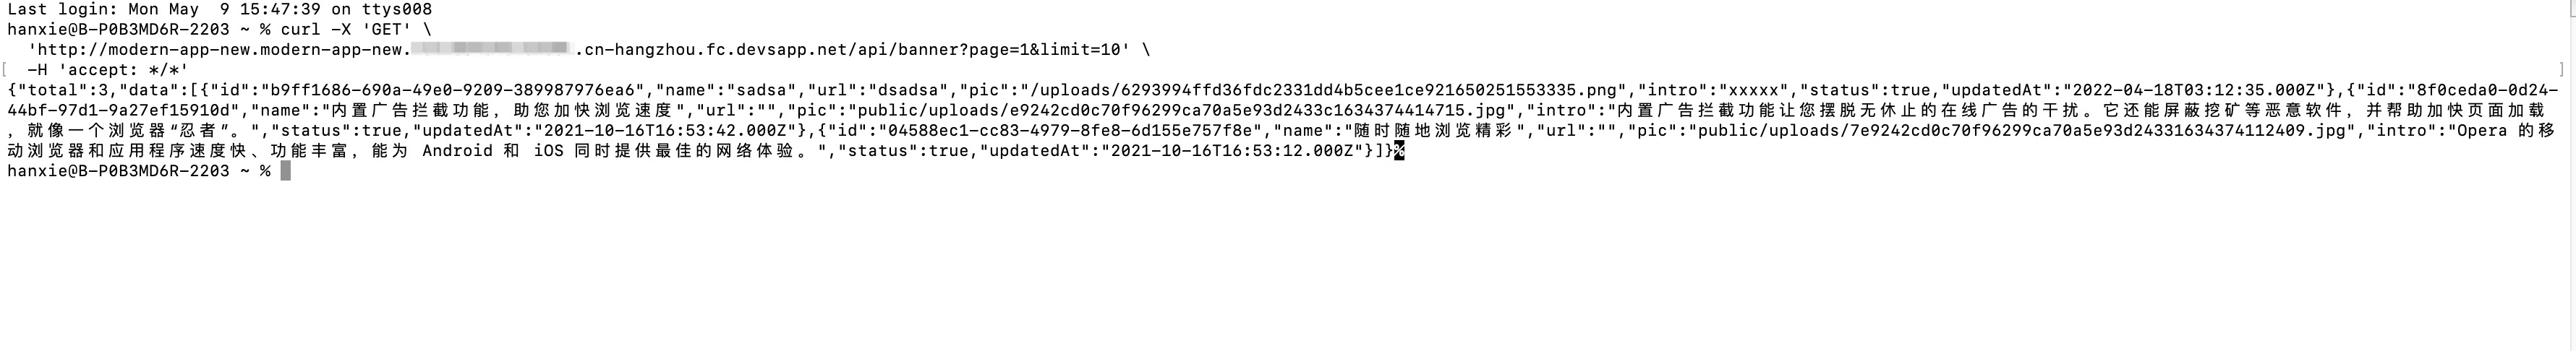 Last login: Mon May  9 15:47:39 on ttys008
hanxie@B-P0B3MD6R-2203 ~ % curl -X 'GET' \
  'http://modern-app-new.modern-app-new. .cn-hangzhou.fc.devsapp.net/api/banner?page=1&limit=10' \
[ -H 'accept: */*' ]
{"total":3,"data":[{"id":"b9ff1686-690a-49e0-9209-389987976ea6","name":"sadsa","url":"dsadsa","pic":"/uploads/6293994ffd36fdc2331dd4b5cee1ce921650251553335.png","intro":"xxxxx","status":true,"updatedAt":"2022-04-18T03:12:35.000Z"},{"id":"8f0ceda0-0d24-
44bf-97d1-9a27ef15910d","name":"内置广告拦截功能，助您加快浏览速度","url":"","pic":"public/uploads/e9242cd0c70f96299ca70a5e93d2433c1634374414715.jpg","intro":"内置广告拦截功能让您摆脱无休止的在线广告的干扰。它还能屏蔽挖矿等恶意软件，并帮助加快页面加载
，就像一个浏览器“忍者”。","status":true,"updatedAt":"2021-10-16T16:53:42.000Z"},{"id":"04588ec1-cc83-4979-8fe8-6d155e757f8e","name":"随时随地浏览精彩","url":"","pic":"public/uploads/7e9242cd0c70f96299ca70a5e93d24331634374112409.jpg","intro":"Opera 的移
动浏览器和应用程序速度快、功能丰富，能为 Android 和 iOS 同时提供最佳的网络体验。","status":true,"updatedAt":"2021-10-16T16:53:12.000Z"}]}%
hanxie@B-P0B3MD6R-2203 ~ %